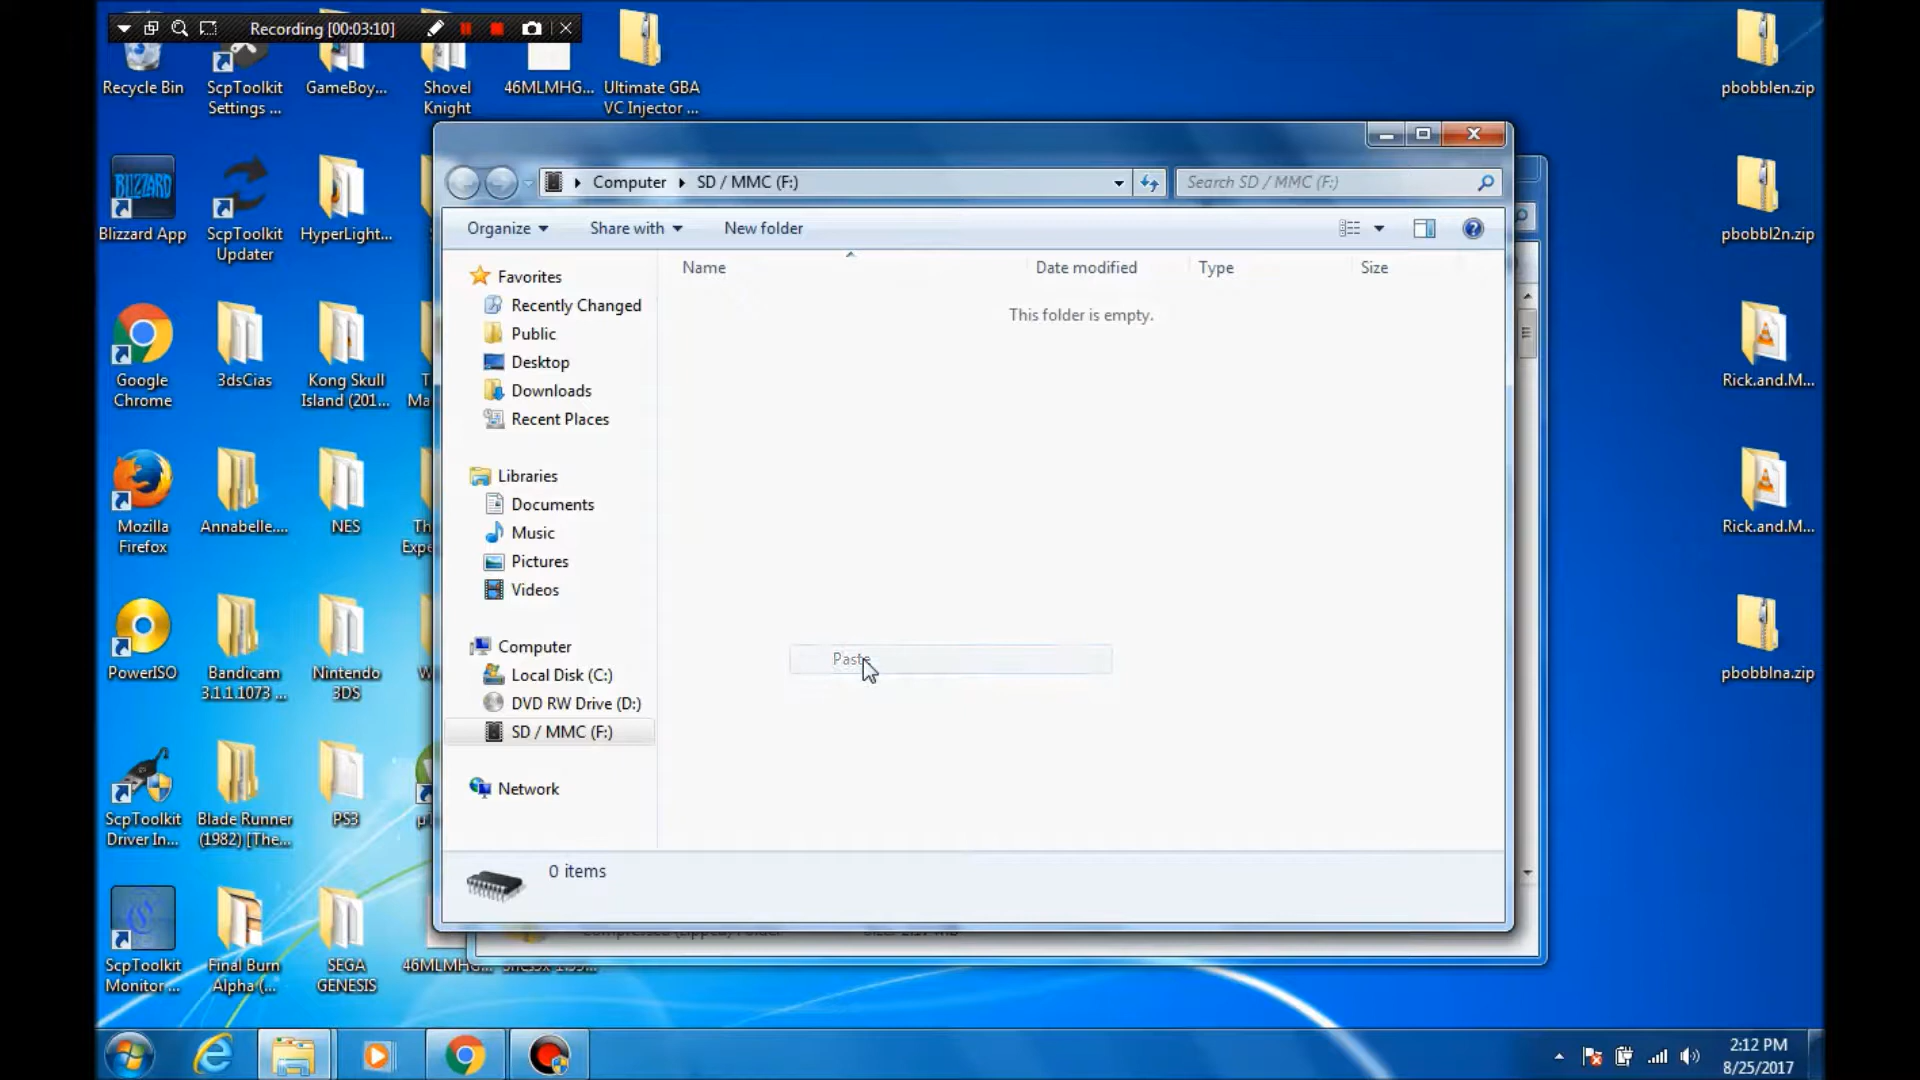 Recording [00:03:10]
Recycle Bin
ScpToolkit
Settings ...
GameBoy...
Shovel
Knight
46MLMHG...
Ultimate GBA
VC Injector ...
pbobblen.zip
Blizzard App
ScpToolkit
Updater
HyperLight...
pbobbl2n.zip
Google
Chrome
3dsCias
Kong Skull
Island (201...
Rick.and.M...
Mozilla
Firefox
Annabelle....
NES
Rick.and.M...
PowerISO
Bandicam
3.1.1.1073 ...
Nintendo
3DS
pbobblna.zip
ScpToolkit
Driver In...
Blade Runner
(1982) [The...
PS3
ScpToolkit
Monitor ...
Final Burn
Alpha (...
SEGA
GENESIS
46MLMHG...
Computer
SD / MMC (F:)
Search SD / MMC (F:)
Organize
Share with
New folder
Name
Date modified
Type
Size
This folder is empty.
Favorites
Recently Changed
Public
Desktop
Downloads
Recent Places
Libraries
Documents
Music
Pictures
Videos
Computer
Local Disk (C:)
DVD RW Drive (D:)
SD / MMC (F:)
Network
Paste
0 items
2:12 PM
8/25/2017